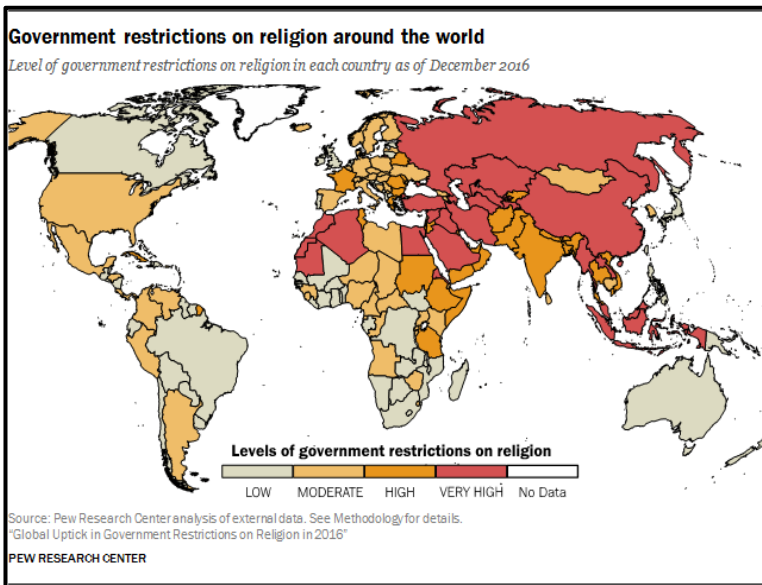 Government restrictions on religion around the world
Level of government restrictions on religion in each country as of December 2016
Levels of government restrictions on religion
LOW MODERATE HIGH VERY HIGH No Data
Source: Pew Research Center analysis of external data. See Methodology for details.
"Global Uptick in Government Restrictions on Religion in 2016"
PEW RESEARCH CENTER